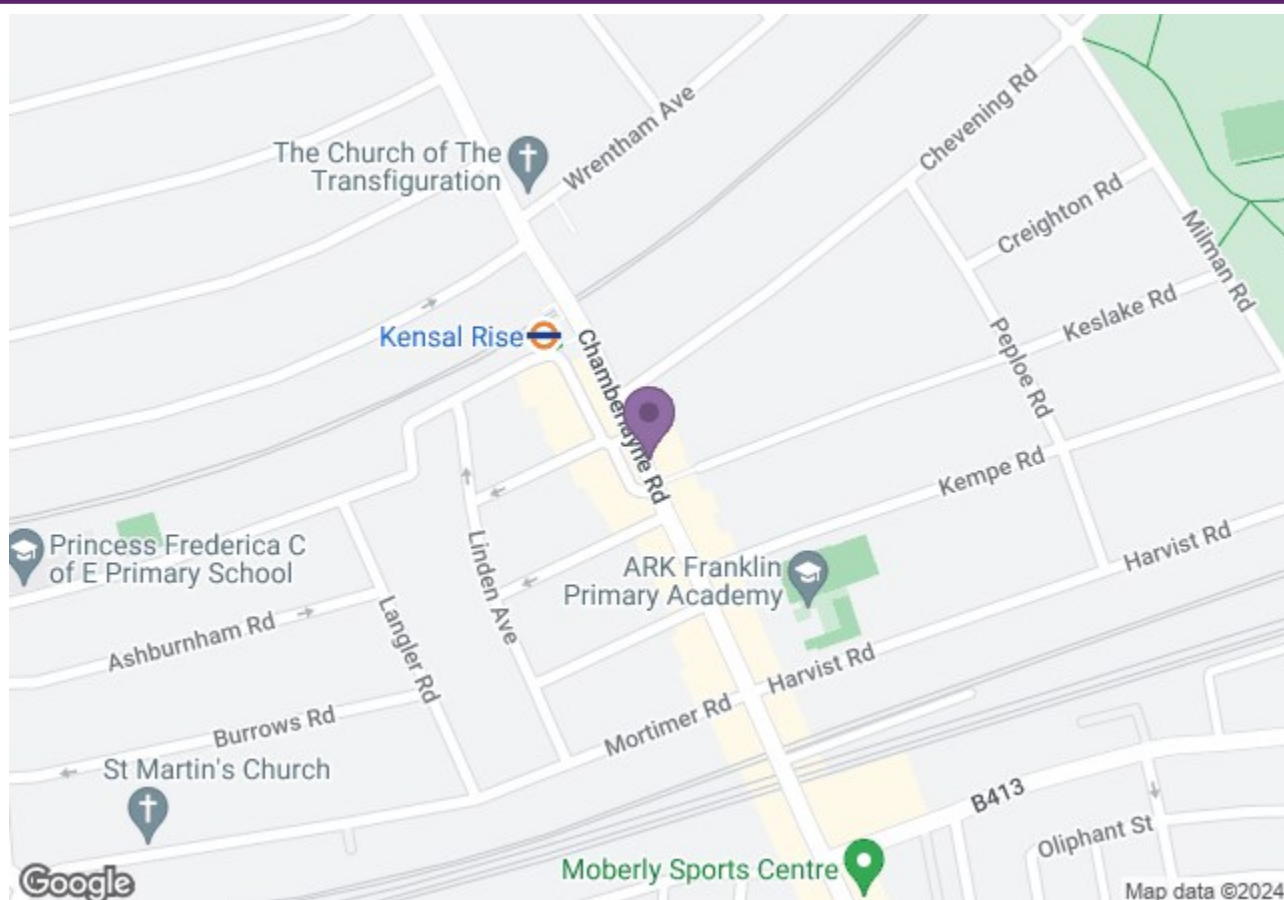 Wrentham Ave
Chevening Rd
The Church of The
Transfiguration
Creighton Rd
Milman Rd
Keslake Rd
Kensal Rise
Chamberlayne Rd
Peploe Rd
Kempe Rd
Princess Frederica C
of E Primary School
Linden Ave
ARK Franklin
Primary Academy
Harvist Rd
Ashburnham Rd
Langler Rd
Harvist Rd
Burrows Rd
Mortimer Rd
St Martin's Church
B413
Oliphant St
Moberly Sports Centre
Google
Map data ©2024